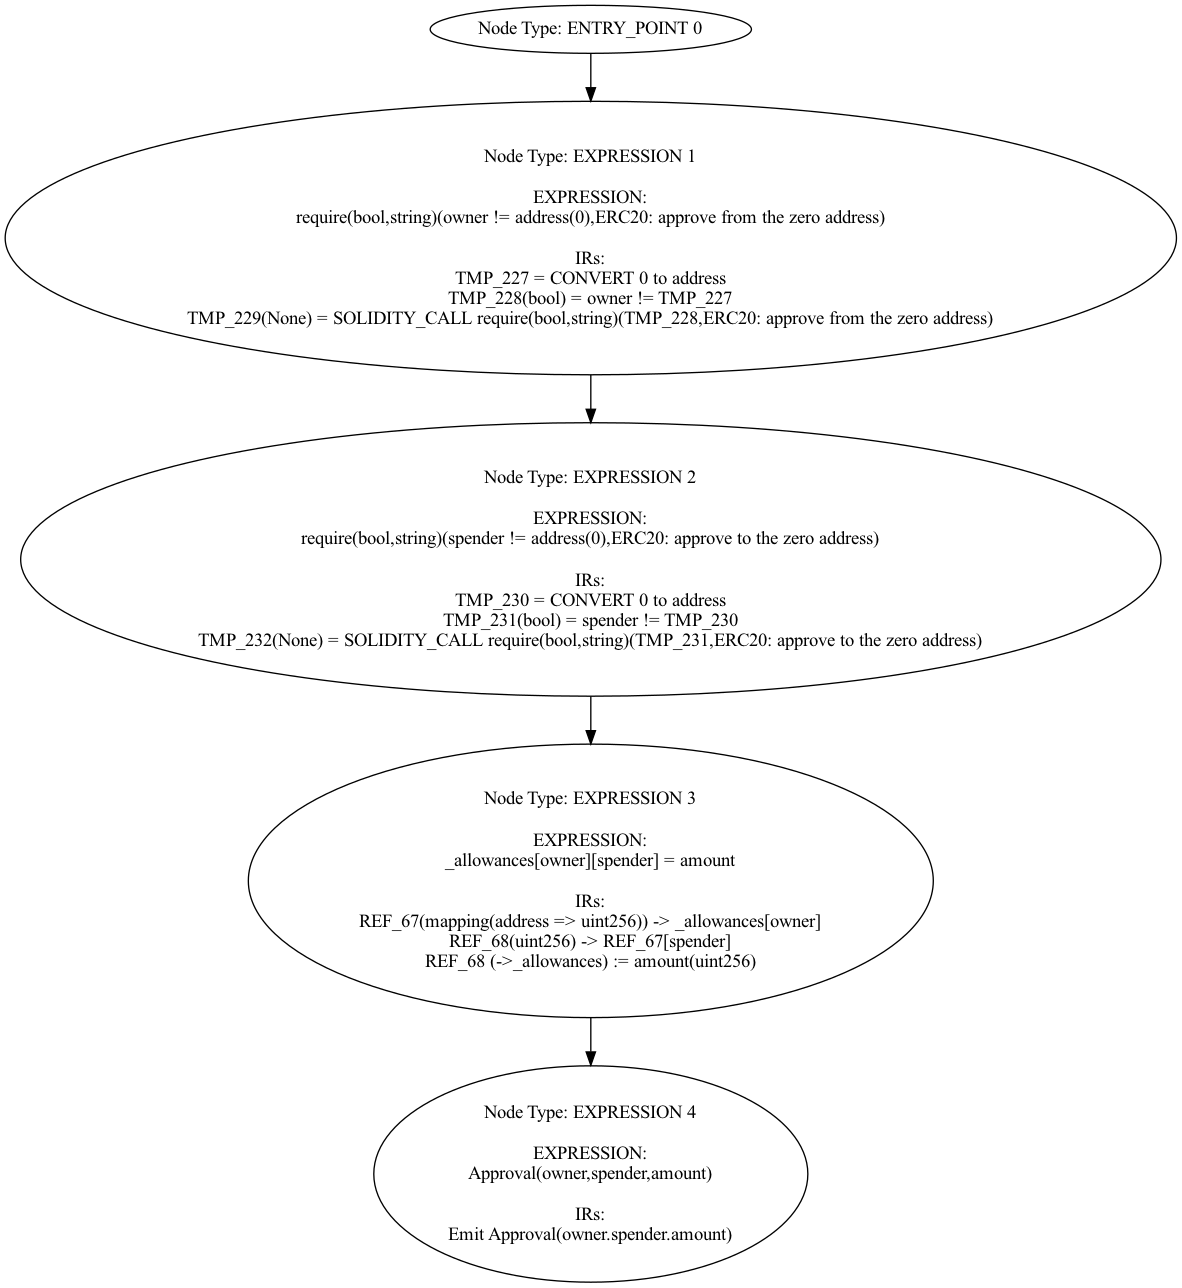 Node Type: ENTRY_POINT 0
Node Type: EXPRESSION 1
EXPRESSION:
require(bool,string)(owner != address(0),ERC20: approve from the zero address)
IRs:
TMP_227 = CONVERT 0 to address
TMP_228(bool) = owner != TMP_227
TMP_229(None) = SOLIDITY_CALL require(bool,string)(TMP_228,ERC20: approve from the zero address)
Node Type: EXPRESSION 2
EXPRESSION:
require(bool,string)(spender != address(0),ERC20: approve to the zero address)
IRs:
TMP_230 = CONVERT 0 to address
TMP_231(bool) = spender != TMP_230
TMP_232(None) = SOLIDITY_CALL require(bool,string)(TMP_231,ERC20: approve to the zero address)
Node Type: EXPRESSION 3
EXPRESSION:
_allowances[owner][spender] = amount
IRs:
REF_67(mapping(address => uint256)) -> _allowances[owner]
REF_68(uint256) -> REF_67[spender]
REF_68 (->_allowances) := amount(uint256)
Node Type: EXPRESSION 4
EXPRESSION:
Approval(owner,spender,amount)
IRs:
Emit Approval(owner.spender.amount)